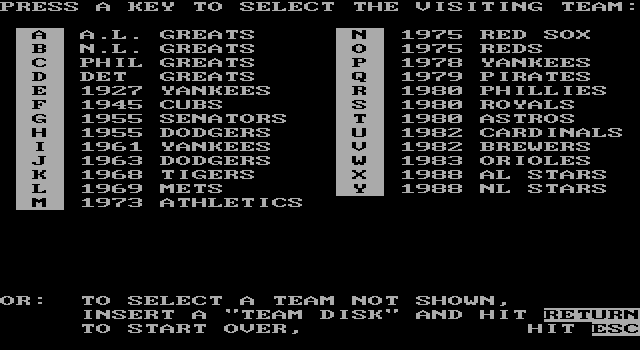 PRESS A KEY TO SELECT THE VISITING TEAM:
A A.L. GREATS
B N.L. GREATS
C PHIL GREATS
D DET GREATS
E 1927 YANKEES
F 1945 CUBS
G 1955 SENATORS
H 1955 DODGERS
I 1961 YANKEES
J 1963 DODGERS
K 1968 TIGERS
L 1969 METS
M 1973 ATHLETICS
N 1975 RED SOX
O 1975 REDS
P 1978 YANKEES
Q 1979 PIRATES
R 1980 PHILLIES
S 1980 ROYALS
T 1980 ASTROS
U 1982 CARDINALS
V 1982 BREWERS
W 1983 ORIOLES
X 1988 AL STARS
Y 1988 NL STARS
OR: TO SELECT A TEAM NOT SHOWN,
INSERT A "TEAM DISK" AND HIT RETURN
TO START OVER, HIT ESC